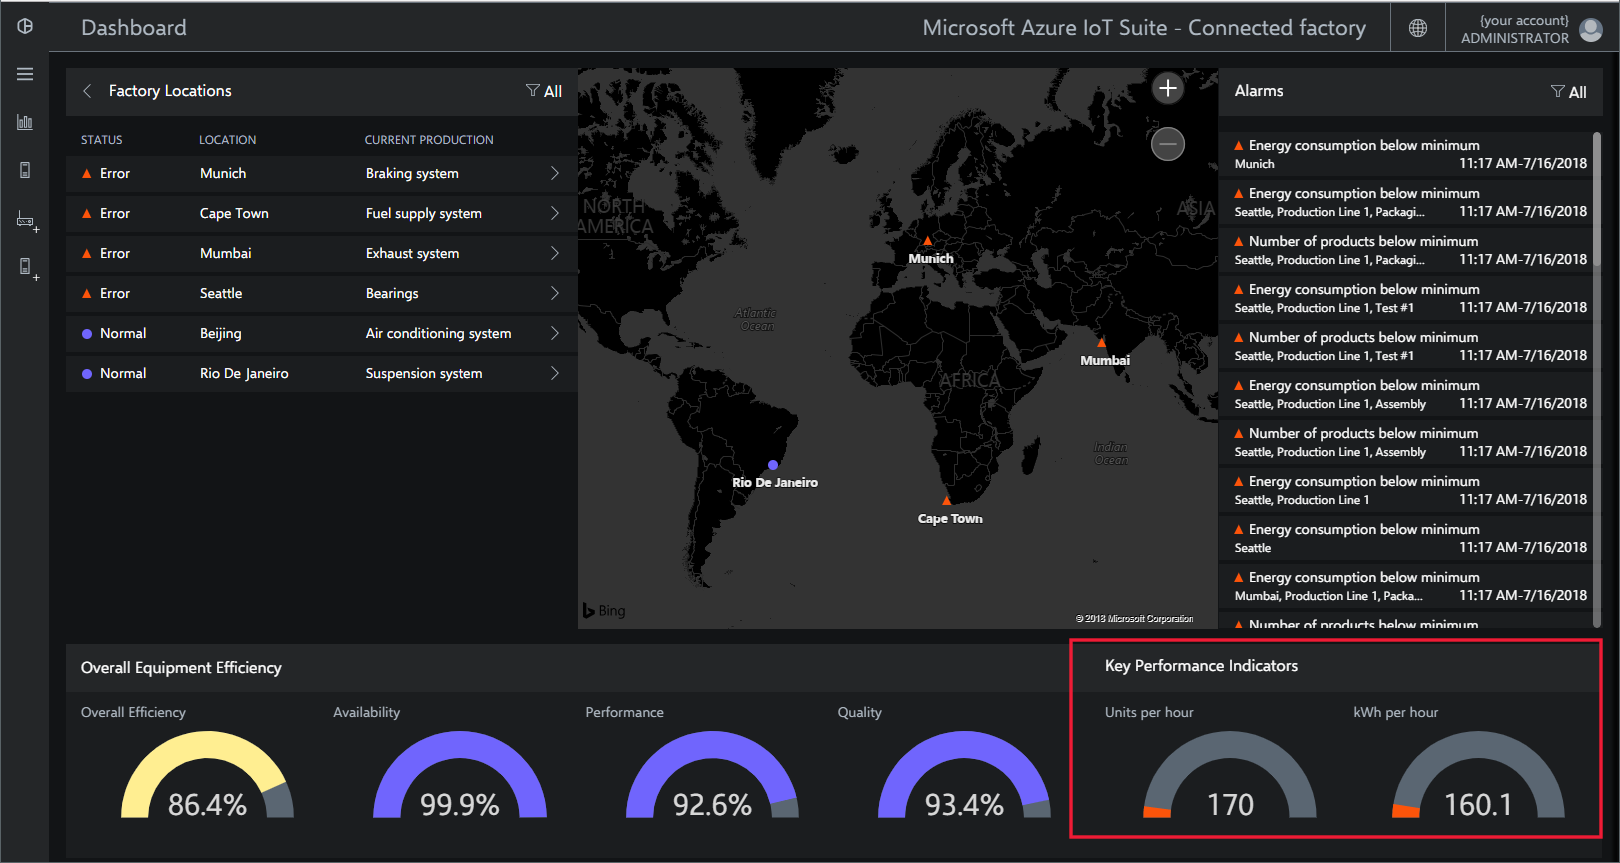 Dashboard
Microsoft Azure IoT Suite - Connected factory
{your account}
ADMINISTRATOR
Factory Locations
All
STATUS LOCATION CURRENT PRODUCTION
Error Munich Braking system
Error Cape Town Fuel supply system
Error Mumbai Exhaust system
Error Seattle Bearings
Normal Beijing Air conditioning system
Normal Rio De Janeiro Suspension system
NORTH
AMERICA
ASIA
Munich
Atlantic
Ocean
Mumbai
AFRICA
Indian
Ocean
Rio De Janeiro
Cape Town
Bing
© 2018 Microsoft Corporation
Alarms
All
Energy consumption below minimum
Munich 11:17 AM-7/16/2018
Energy consumption below minimum
Seattle, Production Line 1, Packagi... 11:17 AM-7/16/2018
Number of products below minimum
Seattle, Production Line 1, Packagi... 11:17 AM-7/16/2018
Energy consumption below minimum
Seattle, Production Line 1, Test #1 11:17 AM-7/16/2018
Number of products below minimum
Seattle, Production Line 1, Test #1 11:17 AM-7/16/2018
Energy consumption below minimum
Seattle, Production Line 1, Assembly 11:17 AM-7/16/2018
Number of products below minimum
Seattle, Production Line 1, Assembly 11:17 AM-7/16/2018
Energy consumption below minimum
Seattle, Production Line 1 11:17 AM-7/16/2018
Energy consumption below minimum
Seattle 11:17 AM-7/16/2018
Energy consumption below minimum
Mumbai, Production Line 1, Packa... 11:17 AM-7/16/2018
Number of products below minimum
Overall Equipment Efficiency
Overall Efficiency
86.4%
Availability
99.9%
Performance
92.6%
Quality
93.4%
Key Performance Indicators
Units per hour
170
kWh per hour
160.1